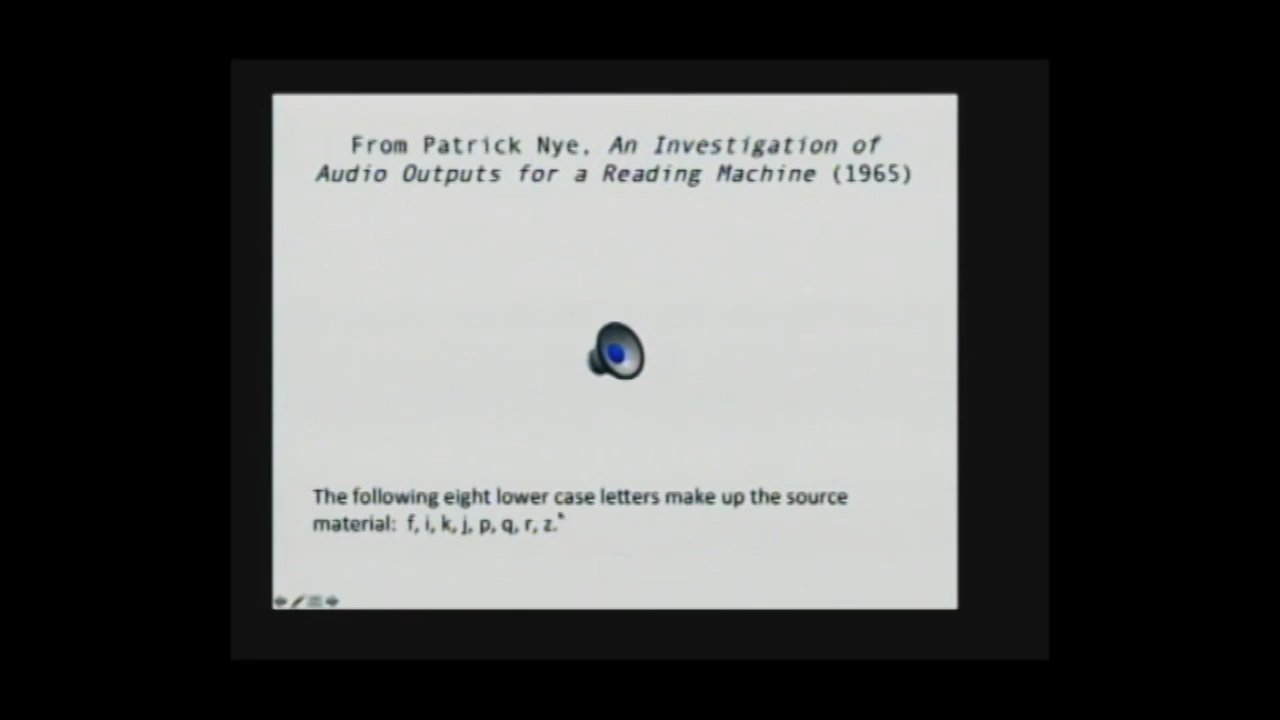 From Patrick Nye, An Investigation of
Audio Outputs for a Reading Machine (1965)
The following eight lower case letters make up the source
material: f, i, k, j, p, q, r, z."